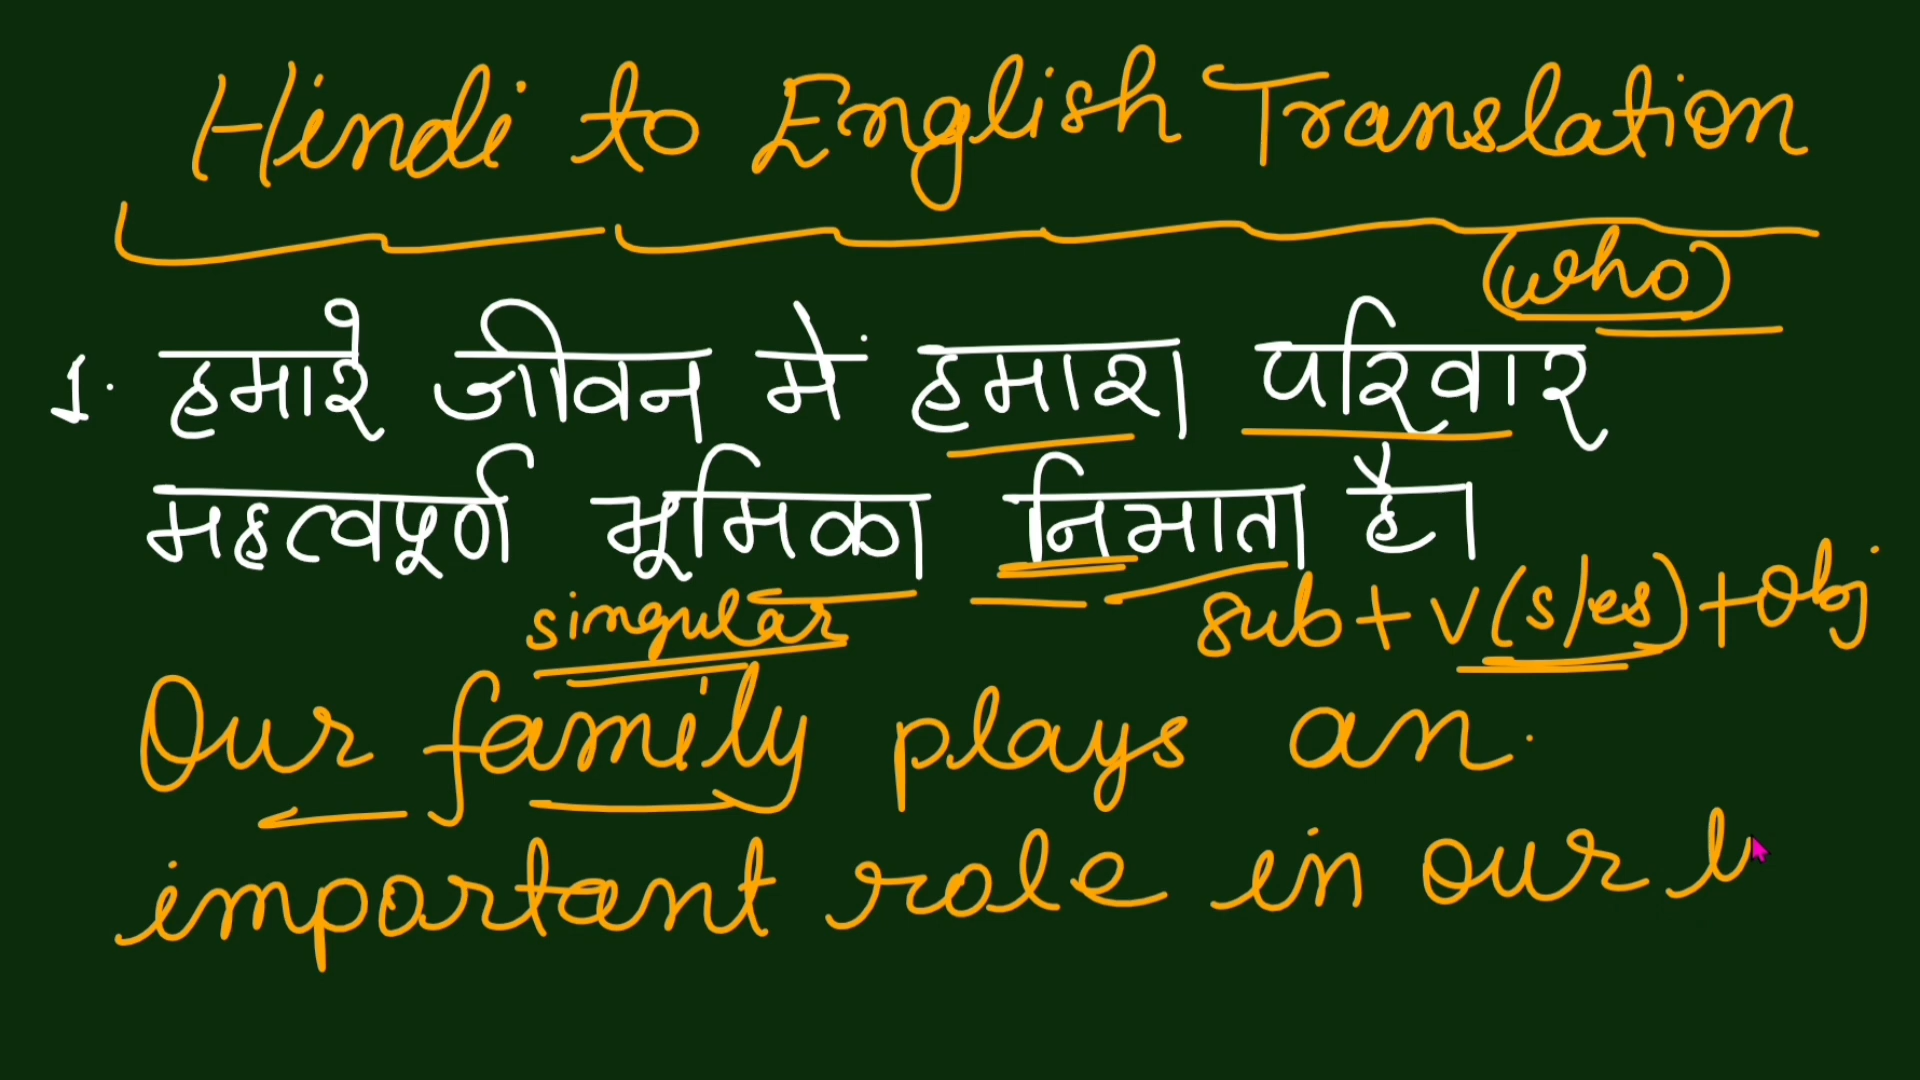 Hindi to English Translation
(who)
1. हमारे जीवन में हमारा परिवार
महत्वपूर्ण भूमिका निभाता है।
singular sub + v (s/es) + obj
Our family plays an
important role in our